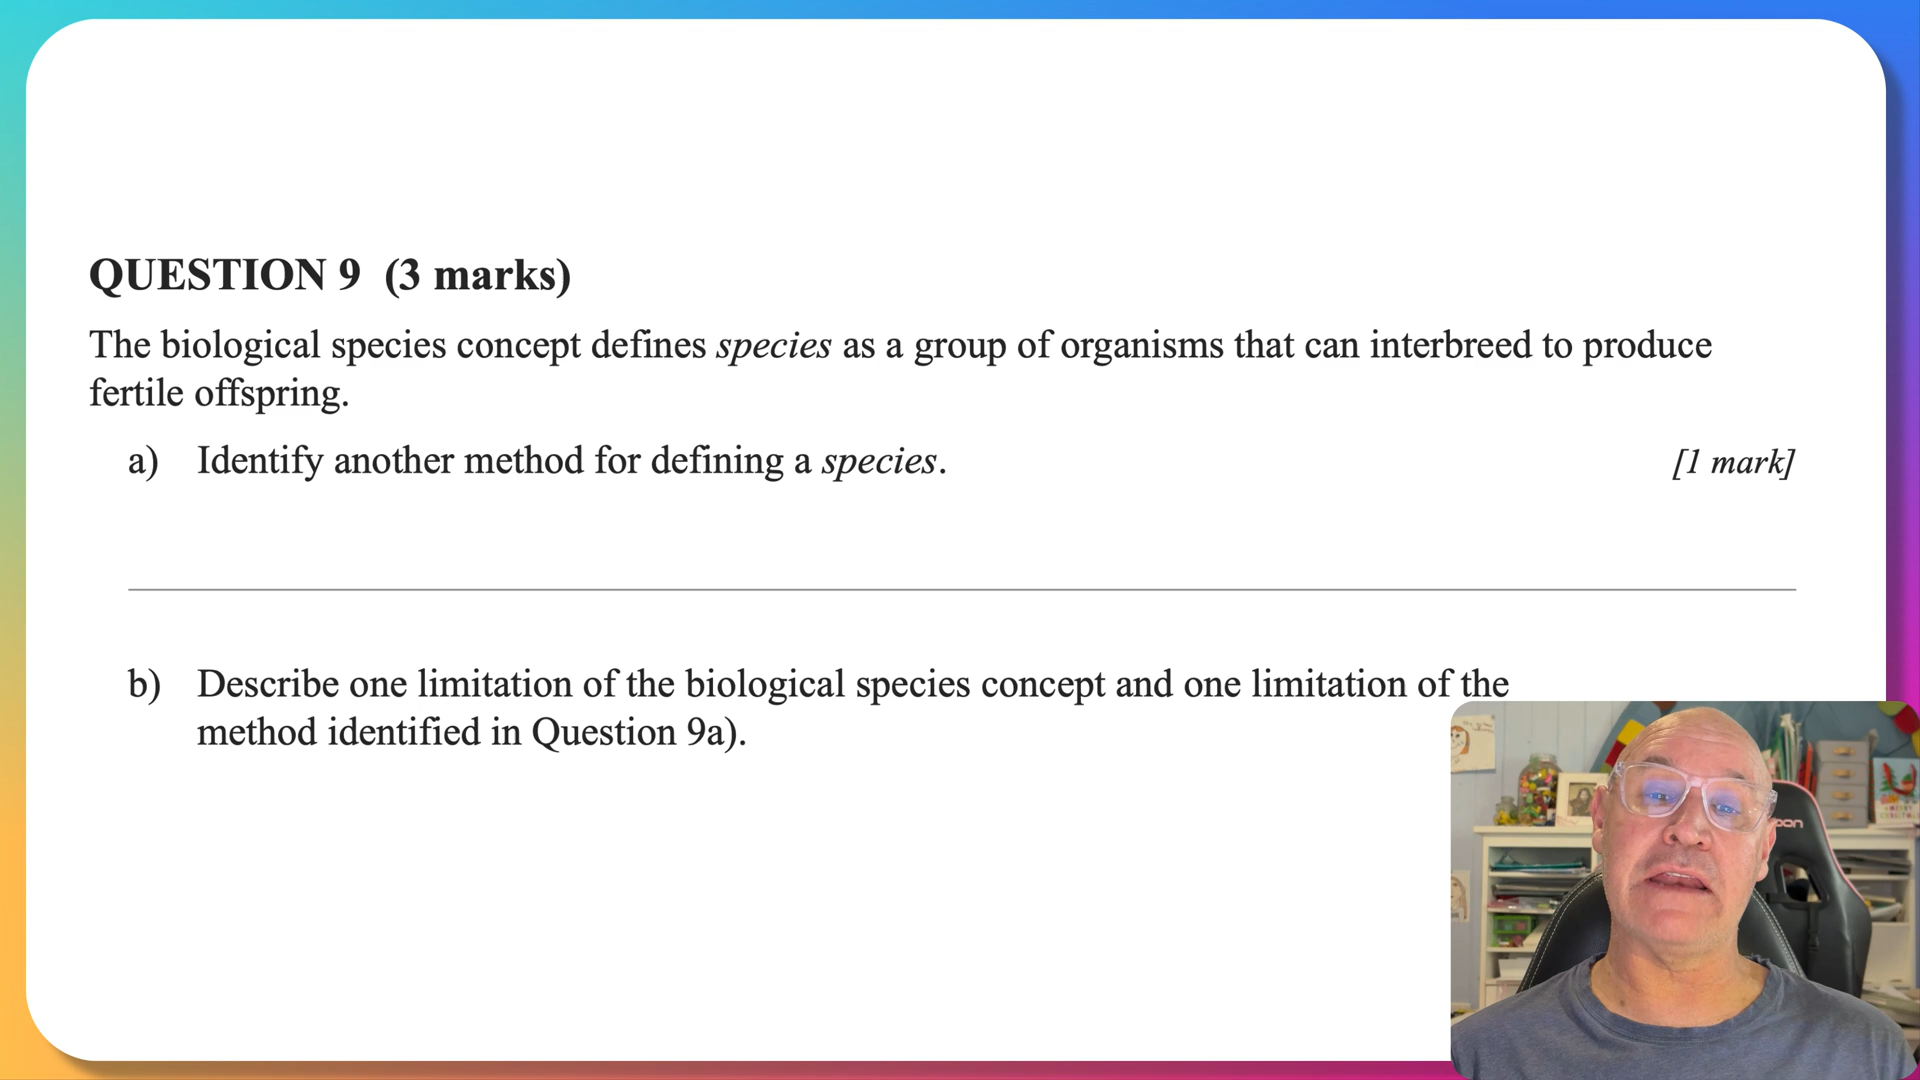 QUESTION 9 (3 marks)
The biological species concept defines species as a group of organisms that can interbreed to produce
fertile offspring.
a) Identify another method for defining a species. [1 mark]
b) Describe one limitation of the biological species concept and one limitation of the
method identified in Question 9a).